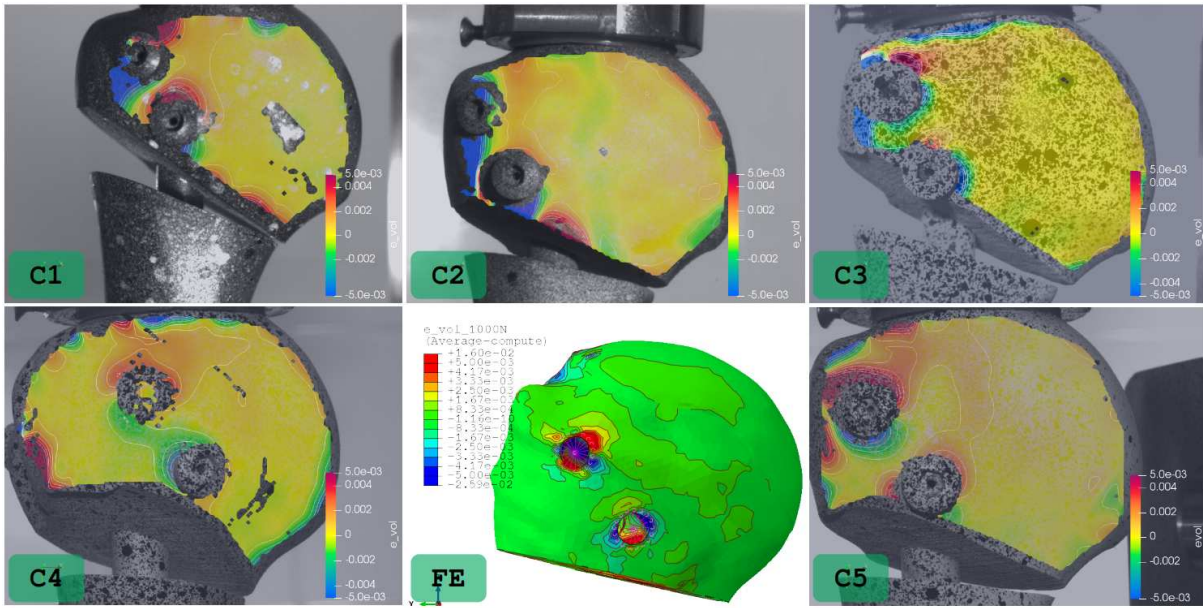 5.0e-03
0.004
0.002
0
-0.002
-5.0e-03
e_vol
C1
5.0e-03
0.004
0.002
0
-0.002
-5.0e-03
e_vol
C2
5.0e-03
0.004
0.002
0
-0.002
-5.0e-03
e_vol
C3
5.0e-03
0.004
0.002
0
-0.002
-0.004
-5.0e-03
e_vol
C4
e_vol_1000N
(Average-compute)
+1.60e-02
+5.00e-03
+4.17e-03
+3.33e-03
+2.50e-03
+1.67e-03
+8.33e-04
-1.16e-10
-8.33e-04
-1.67e-03
-2.50e-03
-3.33e-03
-4.17e-03
-5.00e-03
-2.59e-02
FE
Y
5.0e-03
0.004
0.002
0
-0.002
-5.0e-03
evol
C5